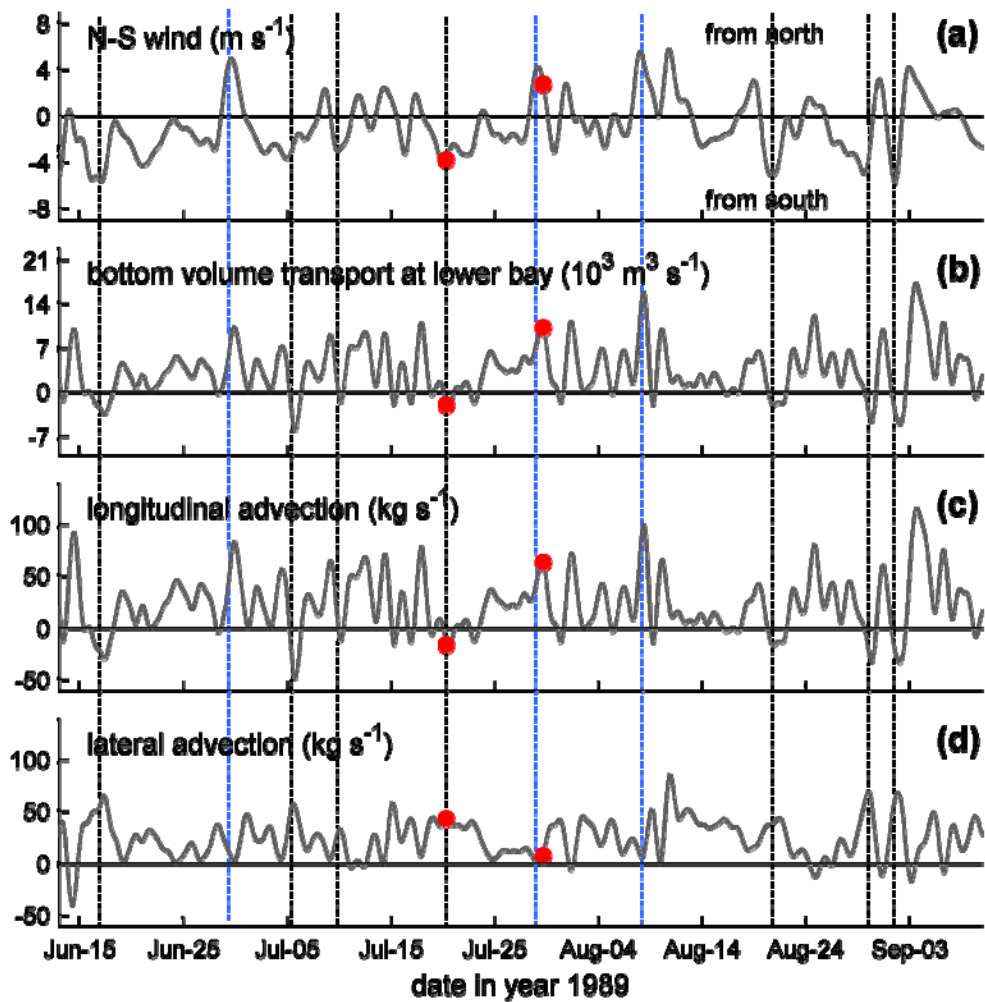 8
4
0
-4
-8
N-S wind (m s⁻¹)
from north
(a)
from south
21
14
7
0
-7
bottom volume transport at lower bay (10³ m³ s⁻¹)
(b)
100
50
0
-50
longitudinal advection (kg s⁻¹)
(c)
100
50
0
-50
lateral advection (kg s⁻¹)
(d)
Jun-15 Jun-25 Jul-05 Jul-15 Jul-25 Aug-04 Aug-14 Aug-24 Sep-03
date in year 1989